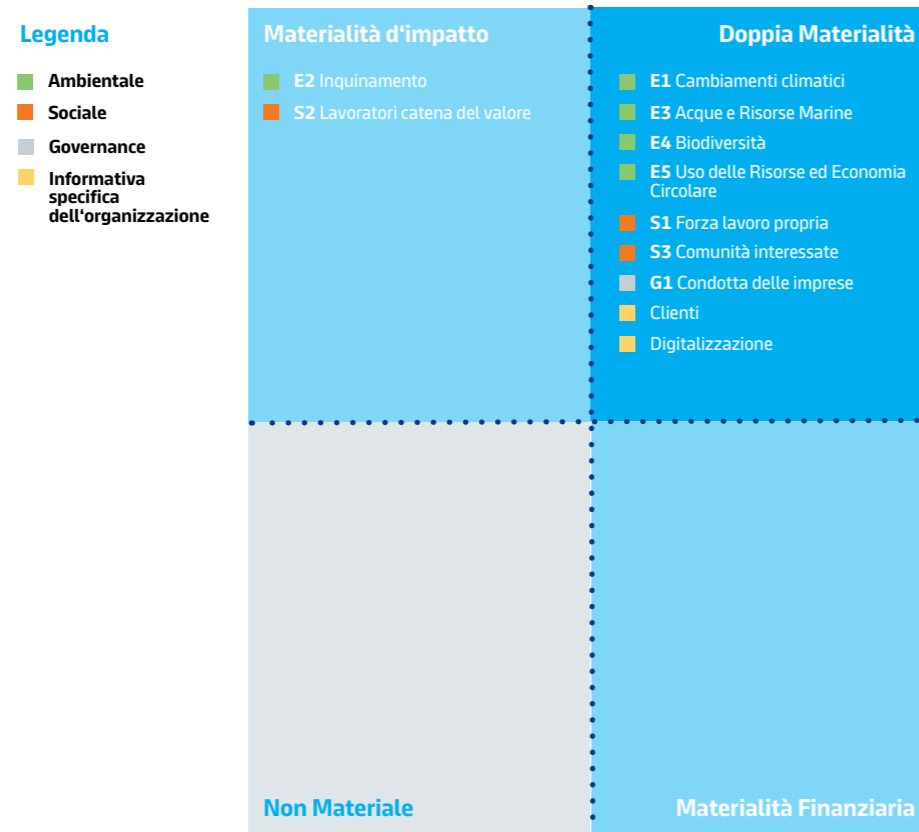 Legenda
Ambientale
Sociale
Governance
Informativa
specifica
dell‘organizzazione
Materialità d‘impatto
E2 Inquinamento
S2 Lavoratori catena del valore
Doppia Materialità
E1 Cambiamenti climatici
E3 Acque e Risorse Marine
E4 Biodiversità
E5 Uso delle Risorse ed Economia
Circolare
S1 Forza lavoro propria
S3 Comunità interessate
G1 Condotta delle imprese
Clienti
Digitalizzazione
Non Materiale
Materialità Finanziaria